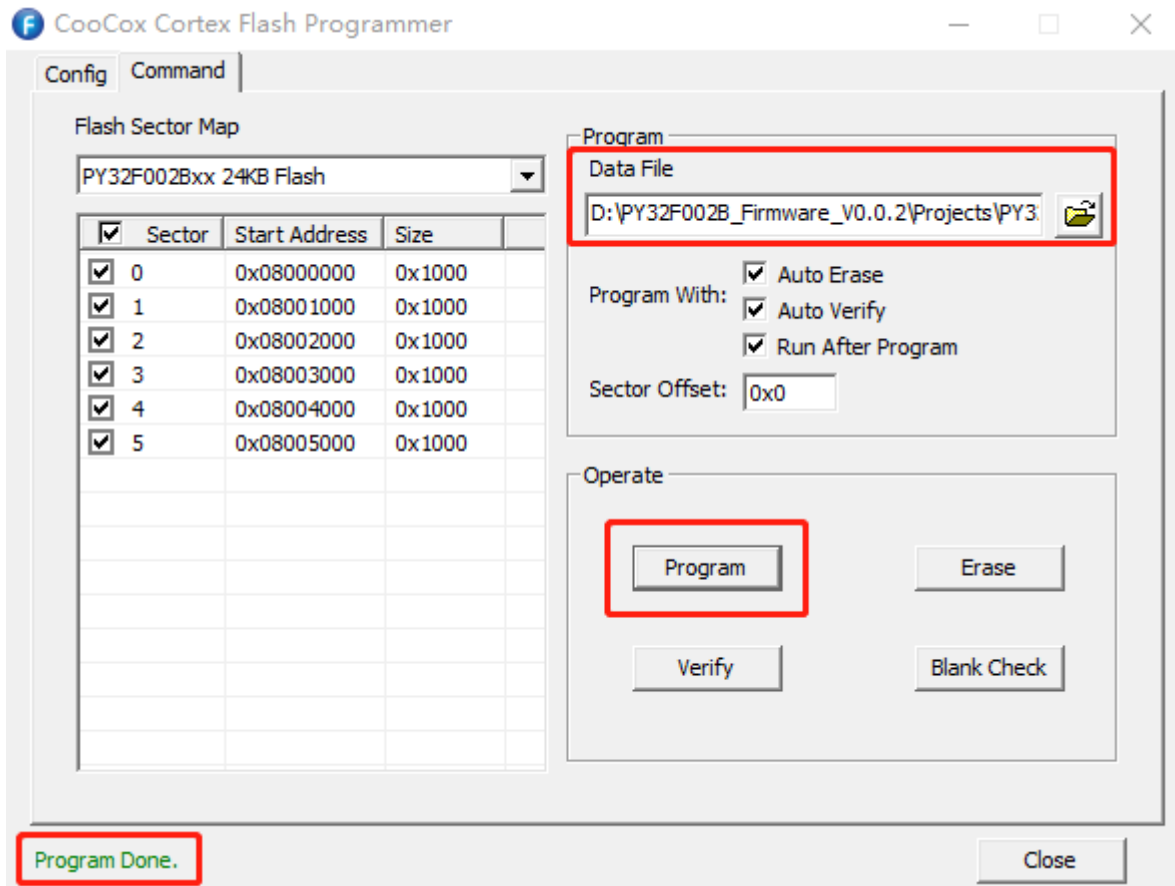 CooCox Cortex Flash Programmer
Config Command
Flash Sector Map
PY32F002Bxx 24KB Flash
Sector Start Address Size
0 0x08000000 0x1000
1 0x08001000 0x1000
2 0x08002000 0x1000
3 0x08003000 0x1000
4 0x08004000 0x1000
5 0x08005000 0x1000
Program
Data File
D:\PY32F002B_Firmware_V0.0.2\Projects\PY3
Program With:
Auto Erase
Auto Verify
Run After Program
Sector Offset: 0x0
Operate
Program Erase
Verify Blank Check
Program Done.
Close